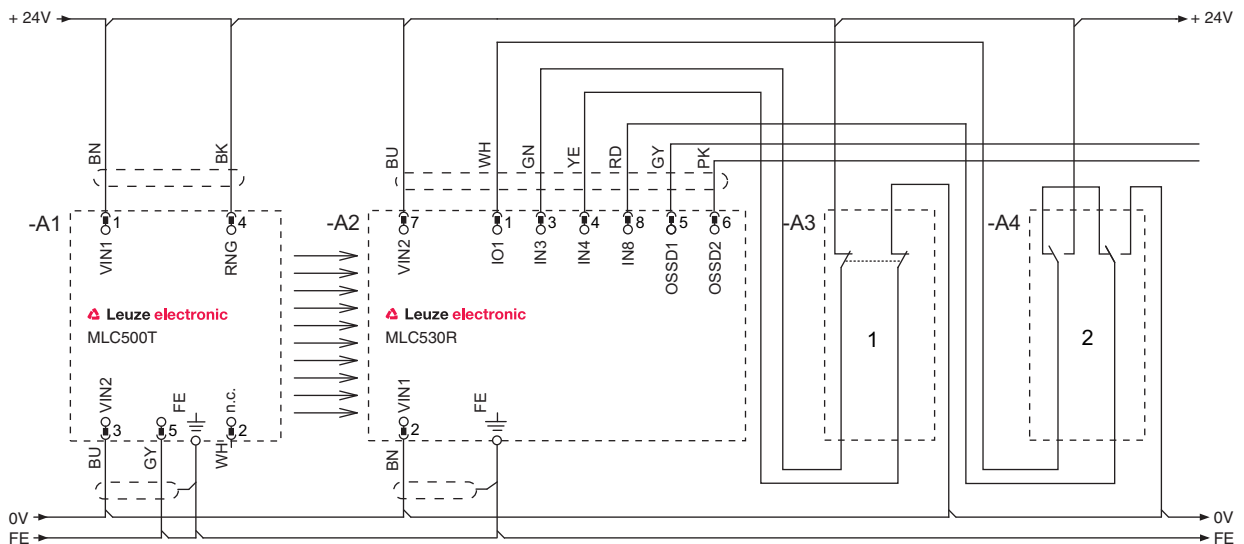 + 24V
+ 24V
BN
BK
BU
WH
GN
YE
RD
GY
PK
-A1
1
4
-A2
7
1
3
4
8
5
6
-A3
-A4
VIN1
RNG
VIN2
IO1
IN3
IN4
IN8
OSSD1
OSSD2
Leuze electronic
MLC500T
Leuze electronic
MLC530R
1
2
VIN2
FE
n.c.
VIN1
FE
3
5
2
2
BU
GY
WH
BN
0V
0V
FE
FE